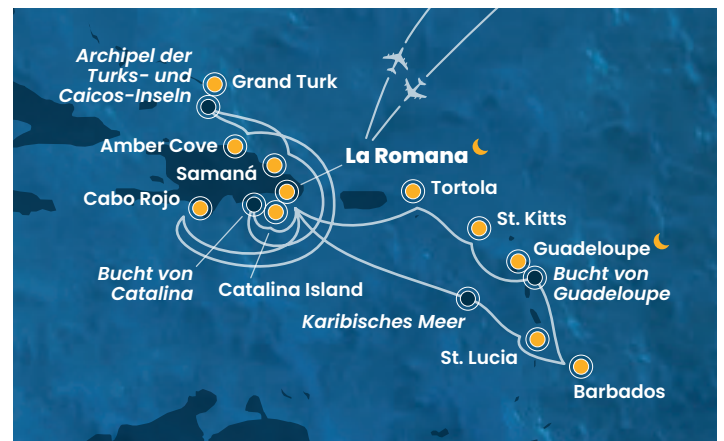 Archipel der
Turks- und
Caicos-Inseln
Grand Turk
Amber Cove
Samaná
La Romana
Cabo Rojo
Tortola
St. Kitts
Guadeloupe
Bucht von
Guadeloupe
Bucht von
Catalina
Catalina Island
Karibisches Meer
St. Lucia
Barbados